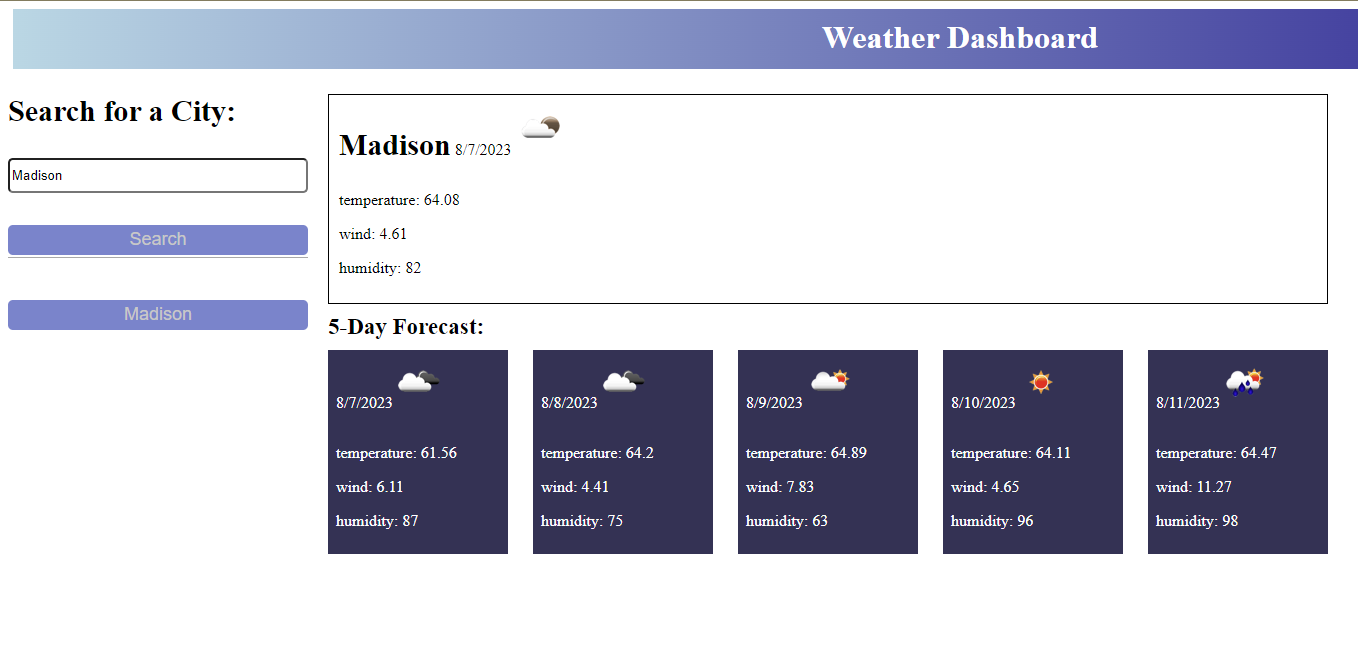 Weather Dashboard
Search for a City:
Madison
Search
Madison
Madison 8/7/2023
temperature: 64.08
wind: 4.61
humidity: 82
5-Day Forecast:
8/7/2023
temperature: 61.56
wind: 6.11
humidity: 87
8/8/2023
temperature: 64.2
wind: 4.41
humidity: 75
8/9/2023
temperature: 64.89
wind: 7.83
humidity: 63
8/10/2023
temperature: 64.11
wind: 4.65
humidity: 96
8/11/2023
temperature: 64.47
wind: 11.27
humidity: 98